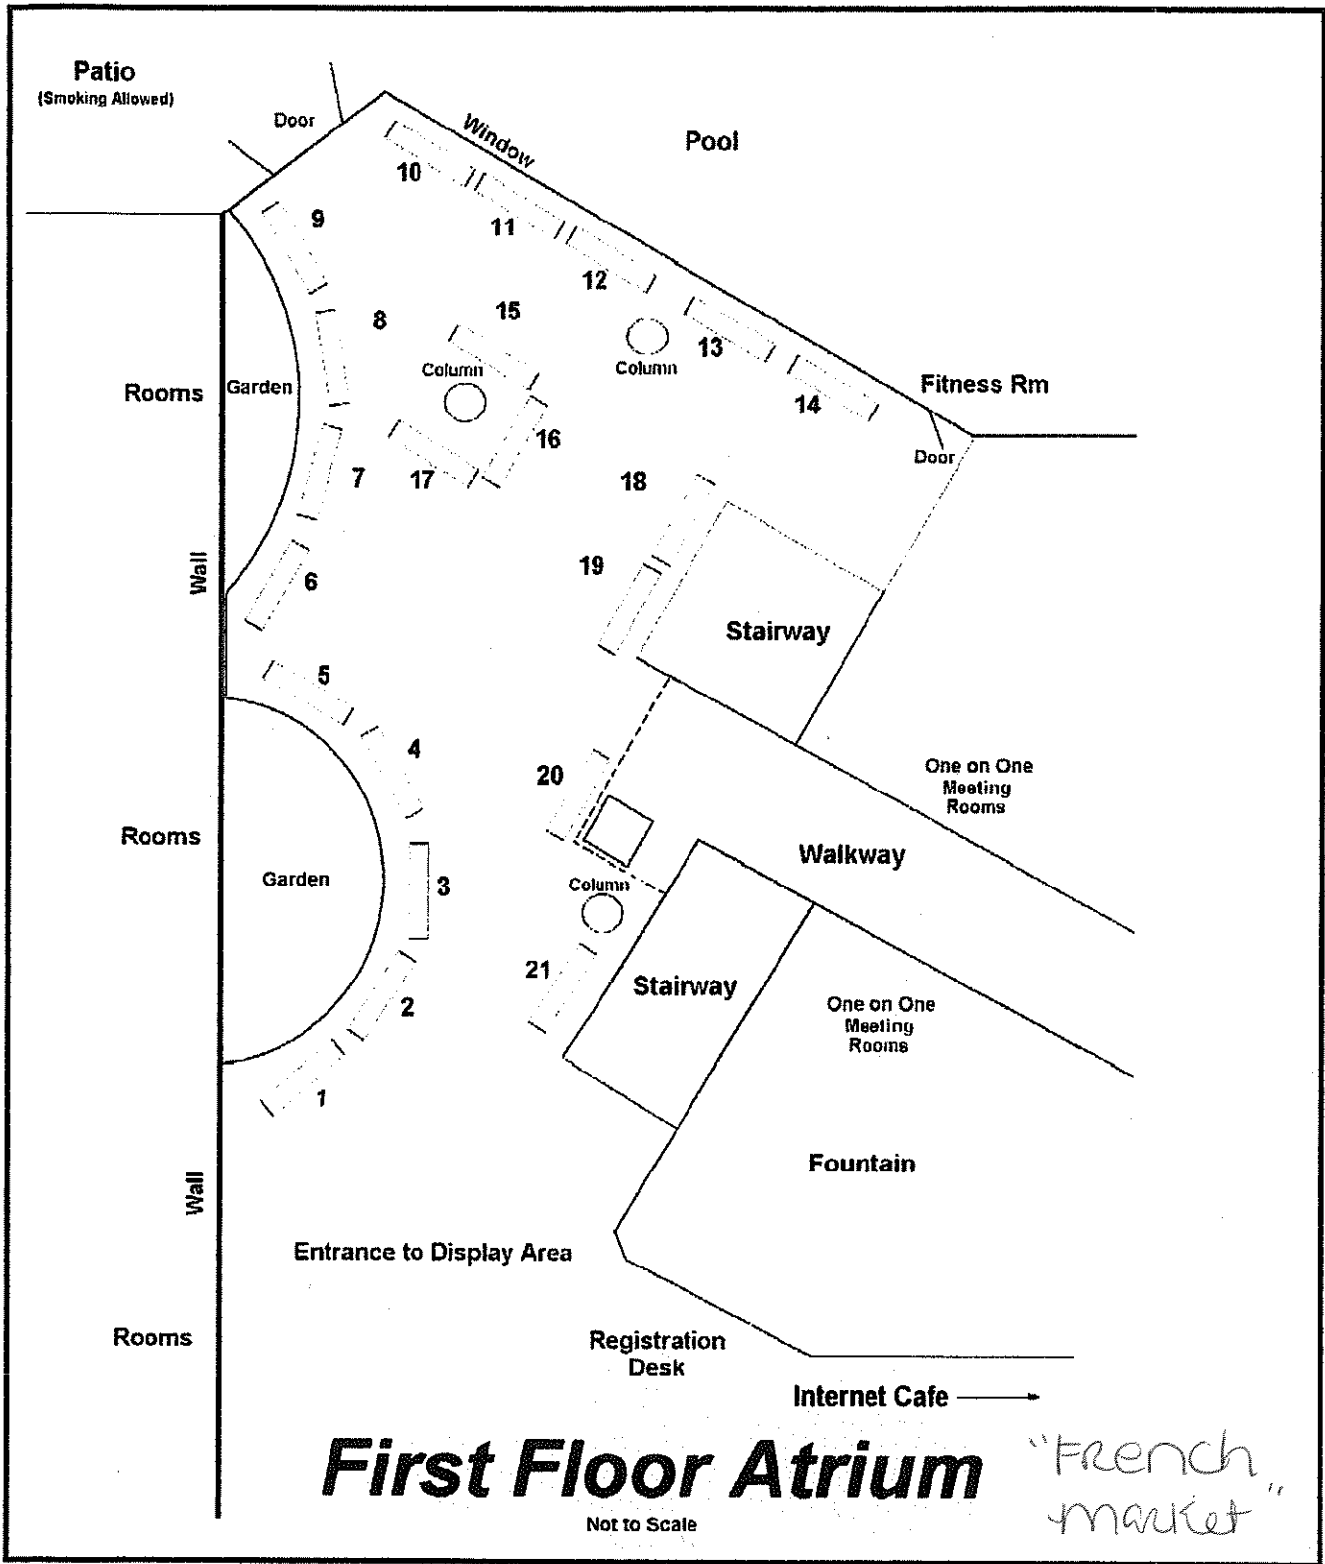 Patio
(Smoking Allowed)
Door
Window
Pool
10
11
12
9
8
15
Column
Column
13
14
Fitness Rm
Door
Rooms
Garden
16
17
7
18
19
Wall
6
Stairway
5
4
20
One on One
Meeting
Rooms
Rooms
Garden
3
Column
Walkway
21
Stairway
2
One on One
Meeting
Rooms
1
Fountain
Wall
Entrance to Display Area
Rooms
Registration
Desk
Internet Cafe
First Floor Atrium
Not to Scale
"French
Market"